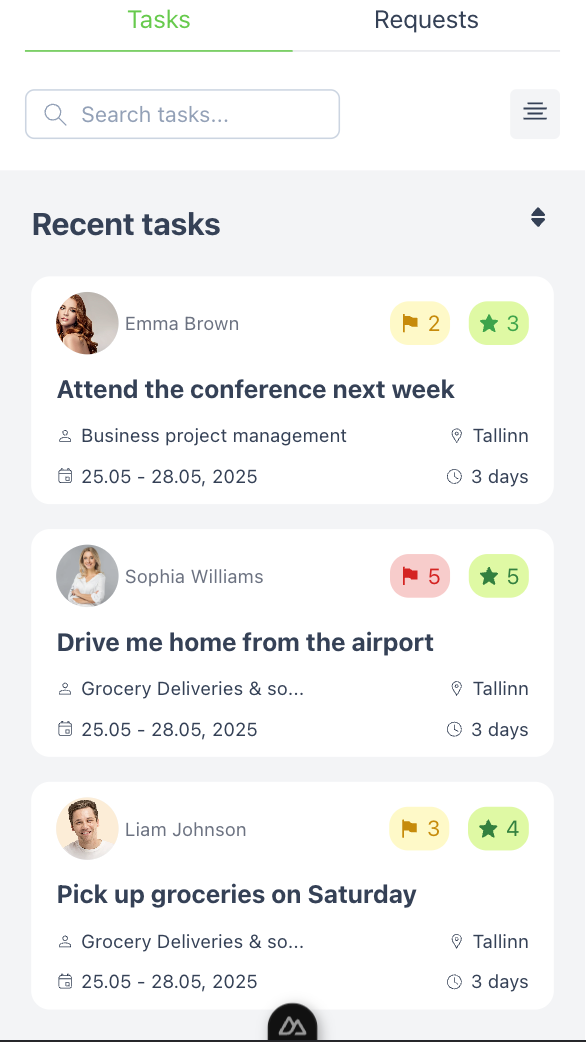 Tasks Requests
Search tasks...
Recent tasks
Emma Brown 2 3
Attend the conference next week
Business project management Tallinn
25.05 - 28.05, 2025 3 days
Sophia Williams 5 5
Drive me home from the airport
Grocery Deliveries & so... Tallinn
25.05 - 28.05, 2025 3 days
Liam Johnson 3 4
Pick up groceries on Saturday
Grocery Deliveries & so... Tallinn
25.05 - 28.05, 2025 3 days